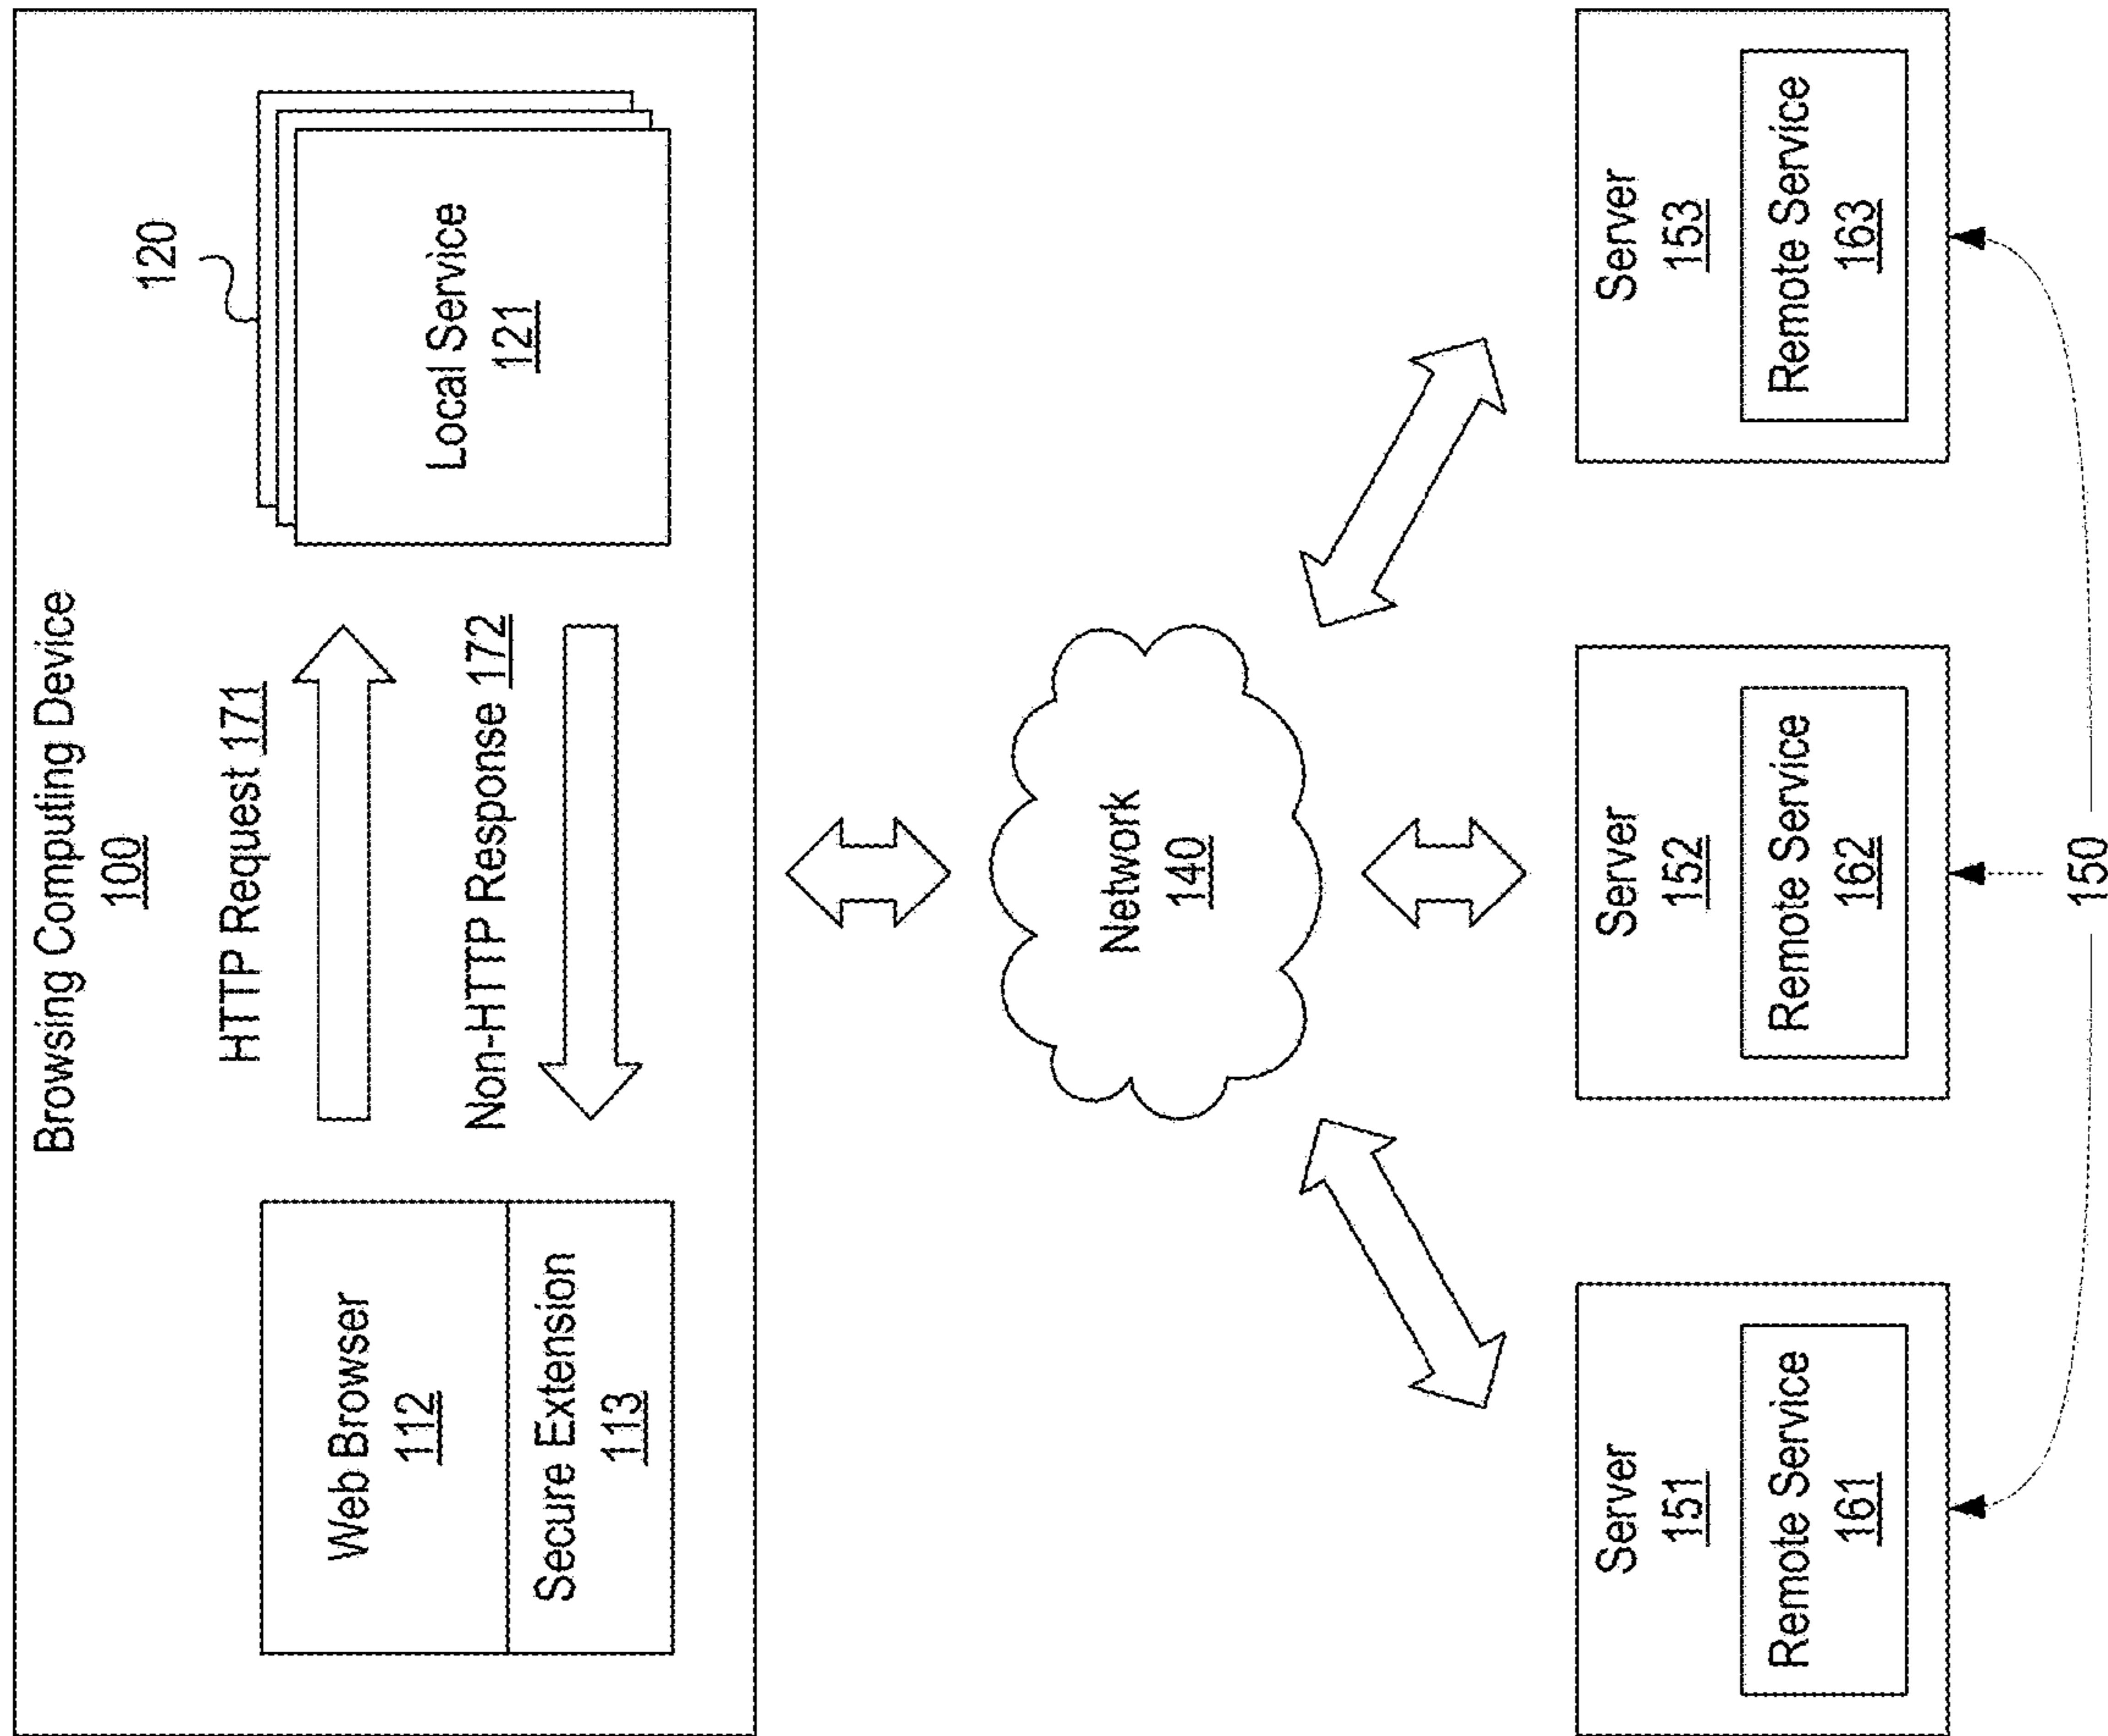 Browsing Computing Device
100
HTTP Request 171
Non-HTTP Response 172
Web Browser
112
Secure Extension
113
120
Local Service
121
Network
140
Server
151
Remote Service
161
Server
152
Remote Service
162
Server
153
Remote Service
163
150